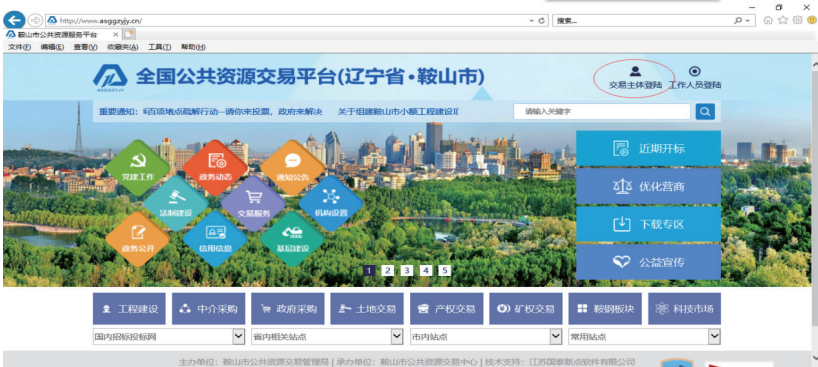 http://www.asggzyjy.cn/
搜索...
鞍山市公共资源服务平台
文件(F) 编辑(E) 查看(V) 收藏夹(A) 工具(T) 帮助(H)
全国公共资源交易平台(辽宁省·鞍山市)
交易主体登陆 工作人员登陆
重要通知: 百项堵点疏解行动--请你来投票，政府来解决 关于组建鞍山市小额工程建设项
请输入关键字
近期开标
党建工作 政务动态 通知公告
优化营商
法制建设 交易服务 机构设置
下载专区
政务公开 信用信息 基层建设
公益宣传
1 2 3 4 5
工程建设 中介采购 政府采购 土地交易 产权交易 矿权交易 鞍钢板块 科技市场
国内招标投标网 省内相关站点 市内站点 常用站点
主办单位：鞍山市公共资源交易管理局 | 承办单位：鞍山市公共资源交易中心 | 技术支持：江苏国泰新点软件有限公司